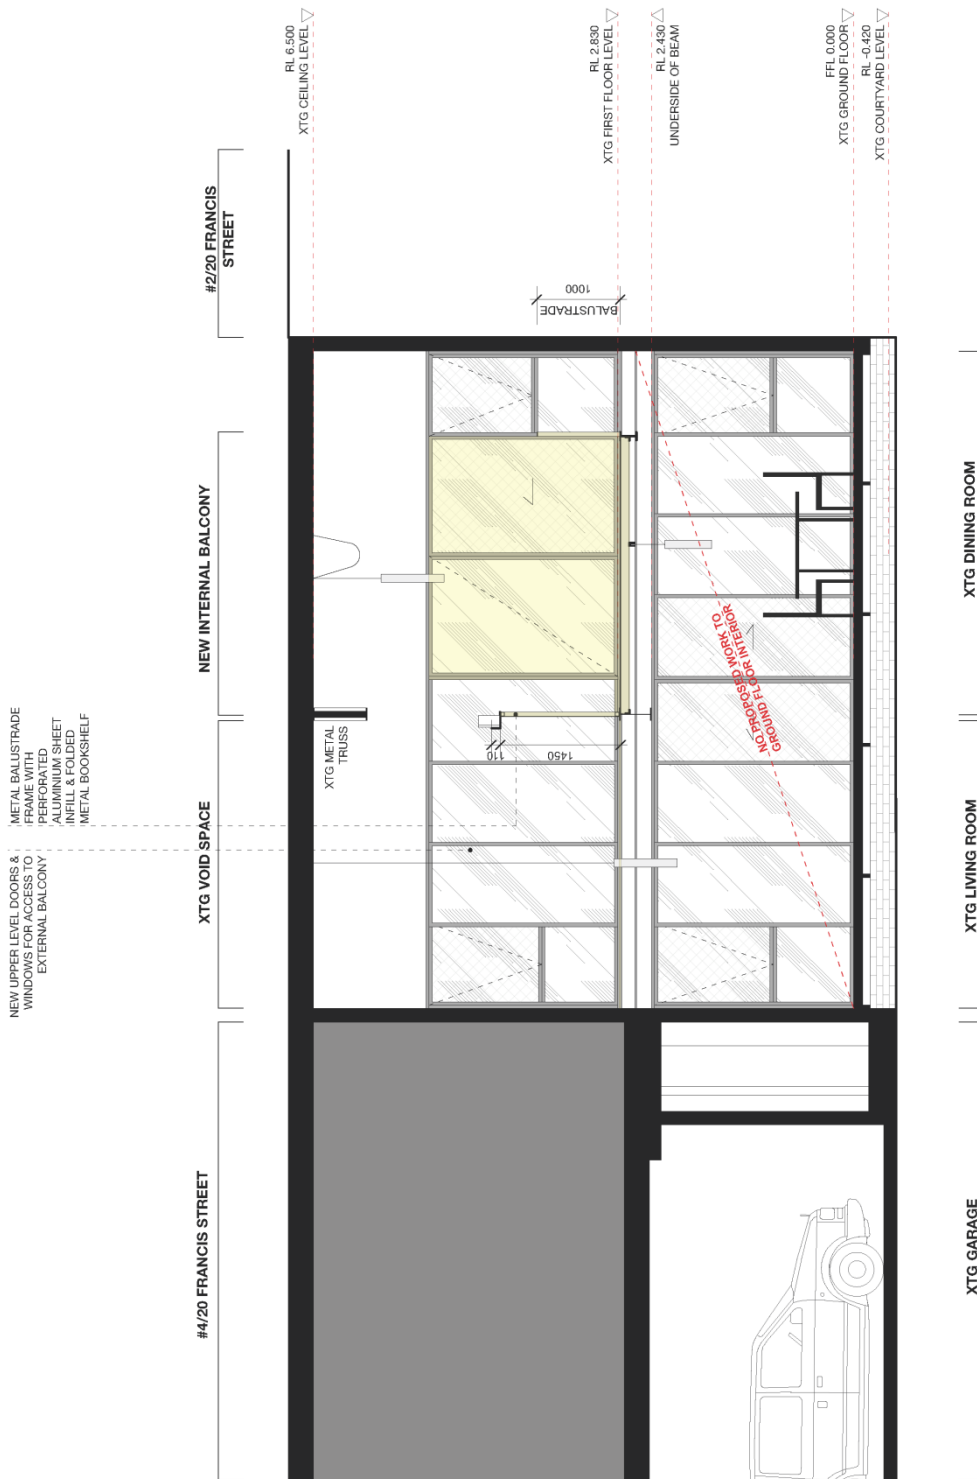 NEW UPPER LEVEL DOORS &
WINDOWS FOR ACCESS TO
EXTERNAL BALCONY
METAL BALUSTRADE
FRAME WITH
PERFORATED
ALUMINIUM SHEET
INFILL & FOLDED
METAL BOOKSHELF
#4/20 FRANCIS STREET
XTG VOID SPACE
NEW INTERNAL BALCONY
#2/20 FRANCIS
STREET
RL 6.500
XTG CEILING LEVEL
XTG METAL
TRUSS
110
1450
BALUSTRADE
1000
RL 2.830
XTG FIRST FLOOR LEVEL
RL 2.430
UNDERSIDE OF BEAM
NO PROPOSED WORK TO
GROUND FLOOR INTERIOR
FFL 0.000
XTG GROUND FLOOR
RL -0.420
XTG COURTYARD LEVEL
XTG GARAGE
XTG LIVING ROOM
XTG DINING ROOM